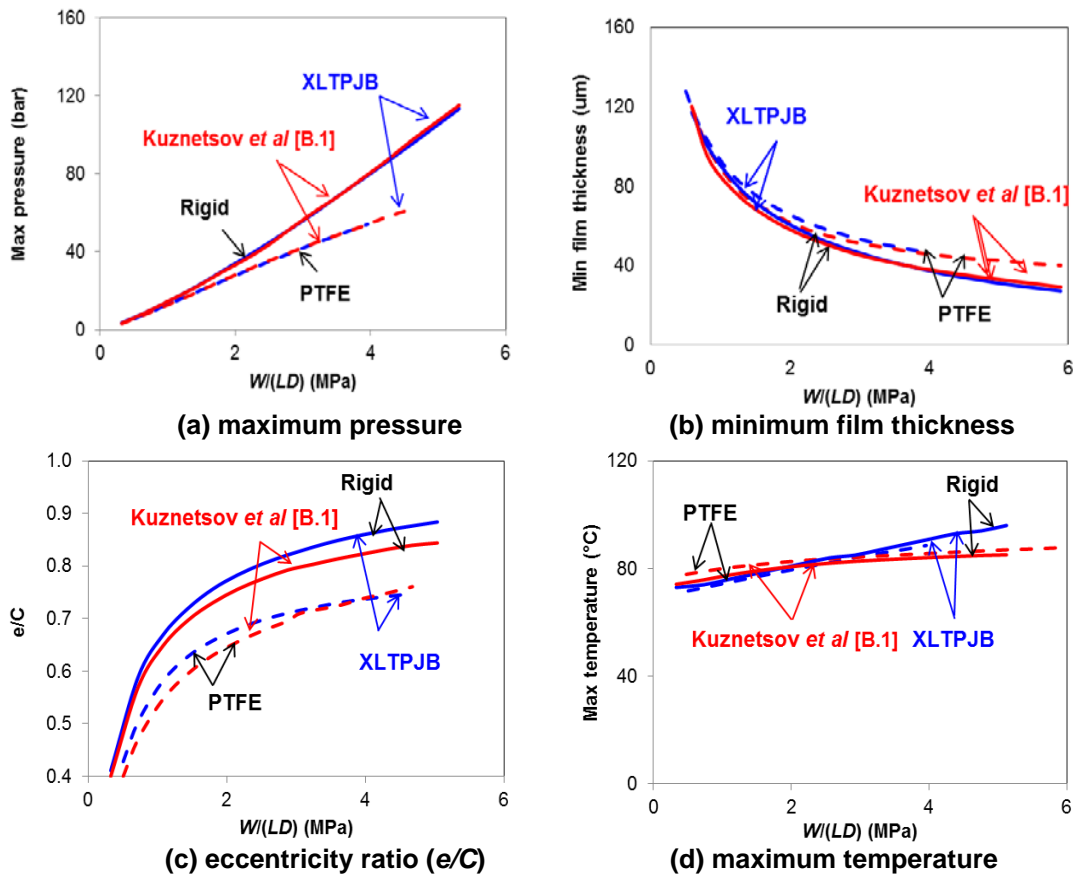 160
120
80
40
0
Max pressure (bar)
XLTPJB
Kuznetsov et al [B.1]
Rigid
PTFE
0 2 4 6
W/(LD) (MPa)
(a) maximum pressure
160
120
80
40
0
Min film thickness (um)
XLTPJB
Kuznetsov et al [B.1]
Rigid
PTFE
0 2 4 6
W/(LD) (MPa)
(b) minimum film thickness
1.0
0.9
0.8
0.7
0.6
0.5
0.4
e/C
Rigid
Kuznetsov et al [B.1]
XLTPJB
PTFE
0 2 4 6
W/(LD) (MPa)
(c) eccentricity ratio (e/C)
120
80
40
0
Max temperature (°C)
Rigid
PTFE
Kuznetsov et al [B.1]
XLTPJB
0 2 4 6
W/(LD) (MPa)
(d) maximum temperature